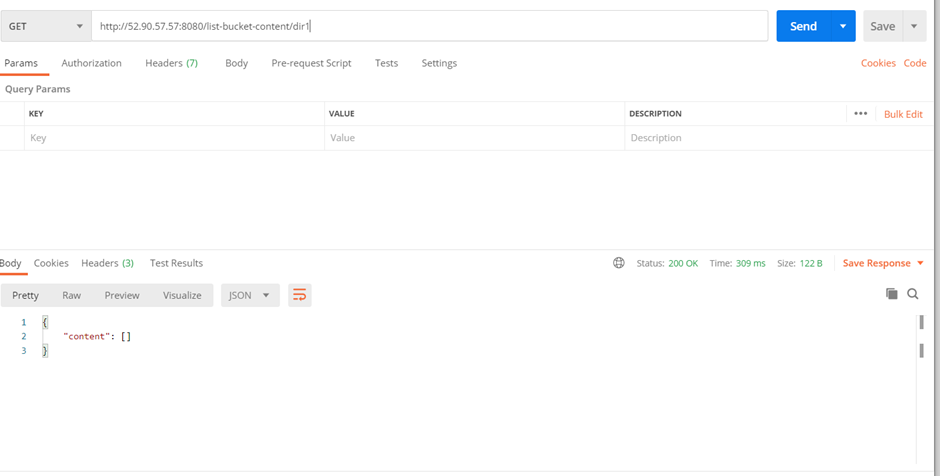 GET http://52.90.57.57:8080/list-bucket-content/dir1 Send Save
Params Authorization Headers (7) Body Pre-request Script Tests Settings Cookies Code
Query Params
KEY VALUE DESCRIPTION ••• Bulk Edit
Key Value Description
Body Cookies Headers (3) Test Results Status: 200 OK Time: 309 ms Size: 122 B Save Response
Pretty Raw Preview Visualize JSON
1 {
2 "content": []
3 }